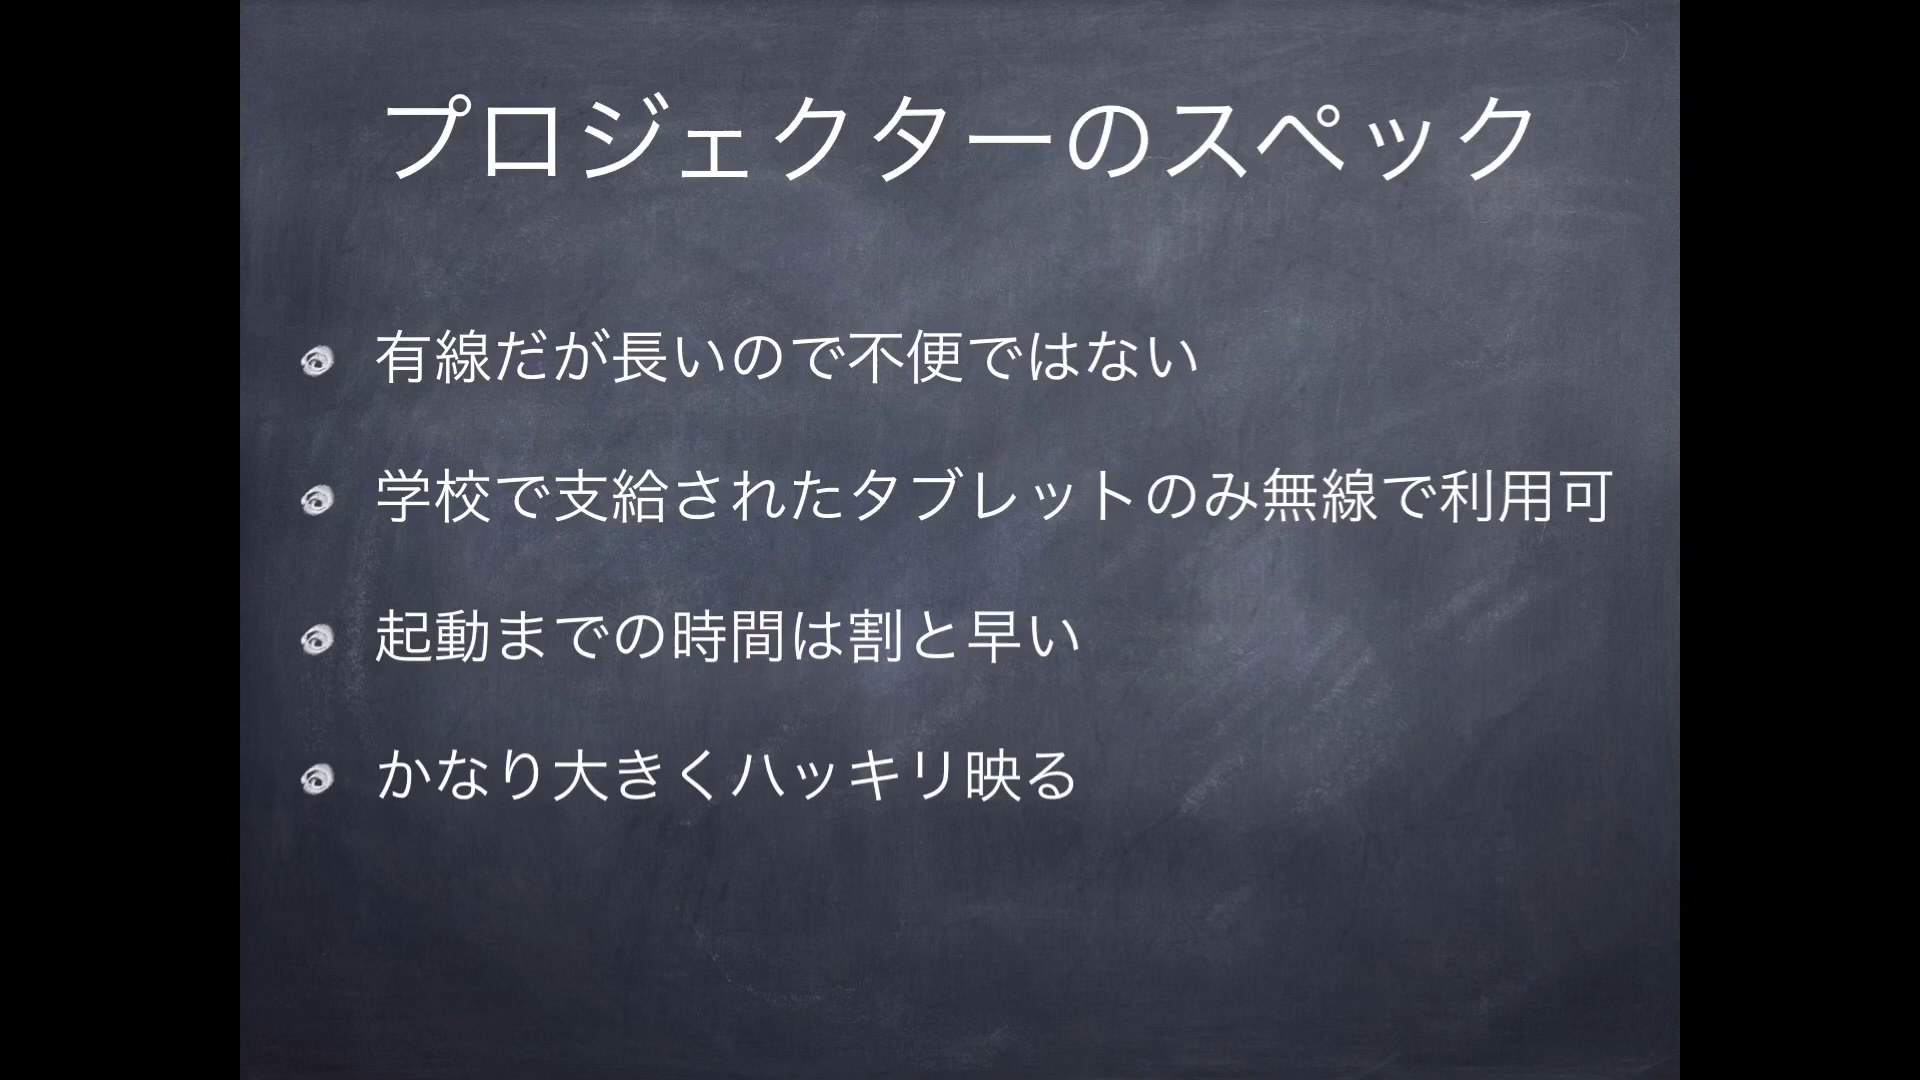 プロジェクターのスペック
有線だが長いので不便ではない
学校で支給されたタブレットのみ無線で利用可
起動までの時間は割と早い
かなり大きくハッキリ映る